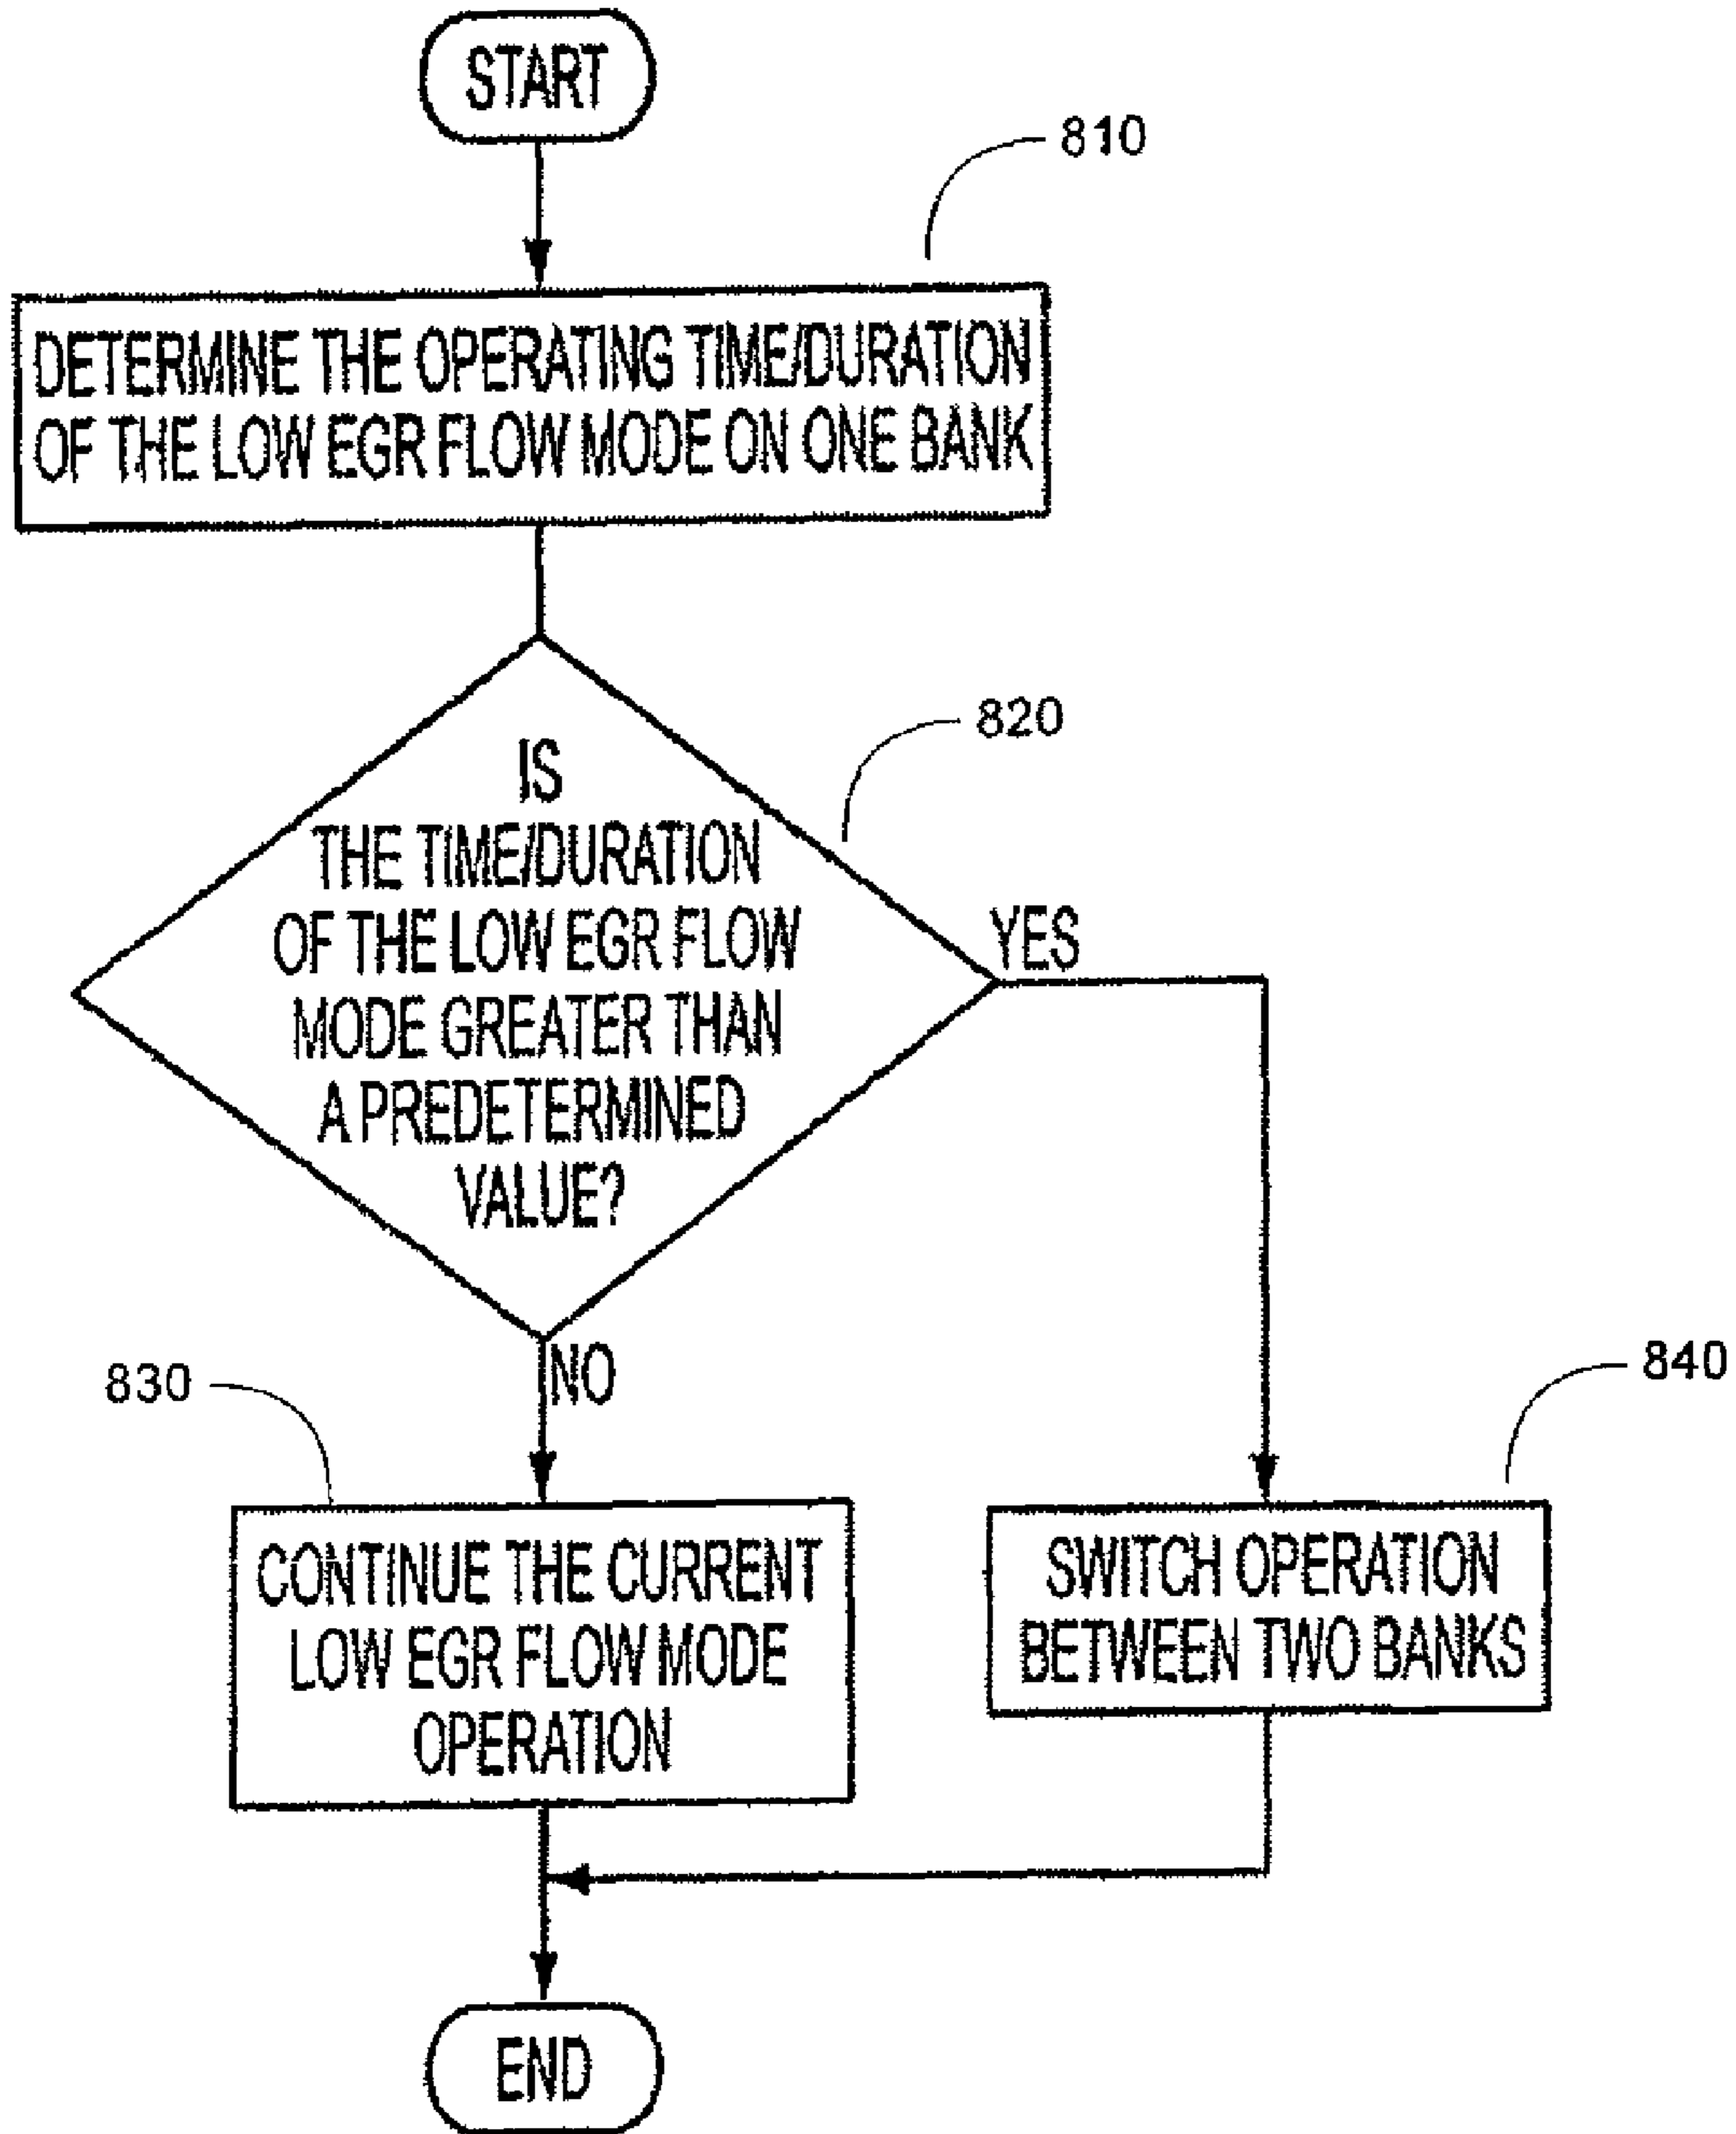 START
810
DETERMINE THE OPERATING TIME/DURATION
OF THE LOW EGR FLOW MODE ON ONE BANK
820
IS
THE TIME/DURATION
OF THE LOW EGR FLOW
MODE GREATER THAN
A PREDETERMINED
VALUE?
YES
NO
830
CONTINUE THE CURRENT
LOW EGR FLOW MODE
OPERATION
840
SWITCH OPERATION
BETWEEN TWO BANKS
END